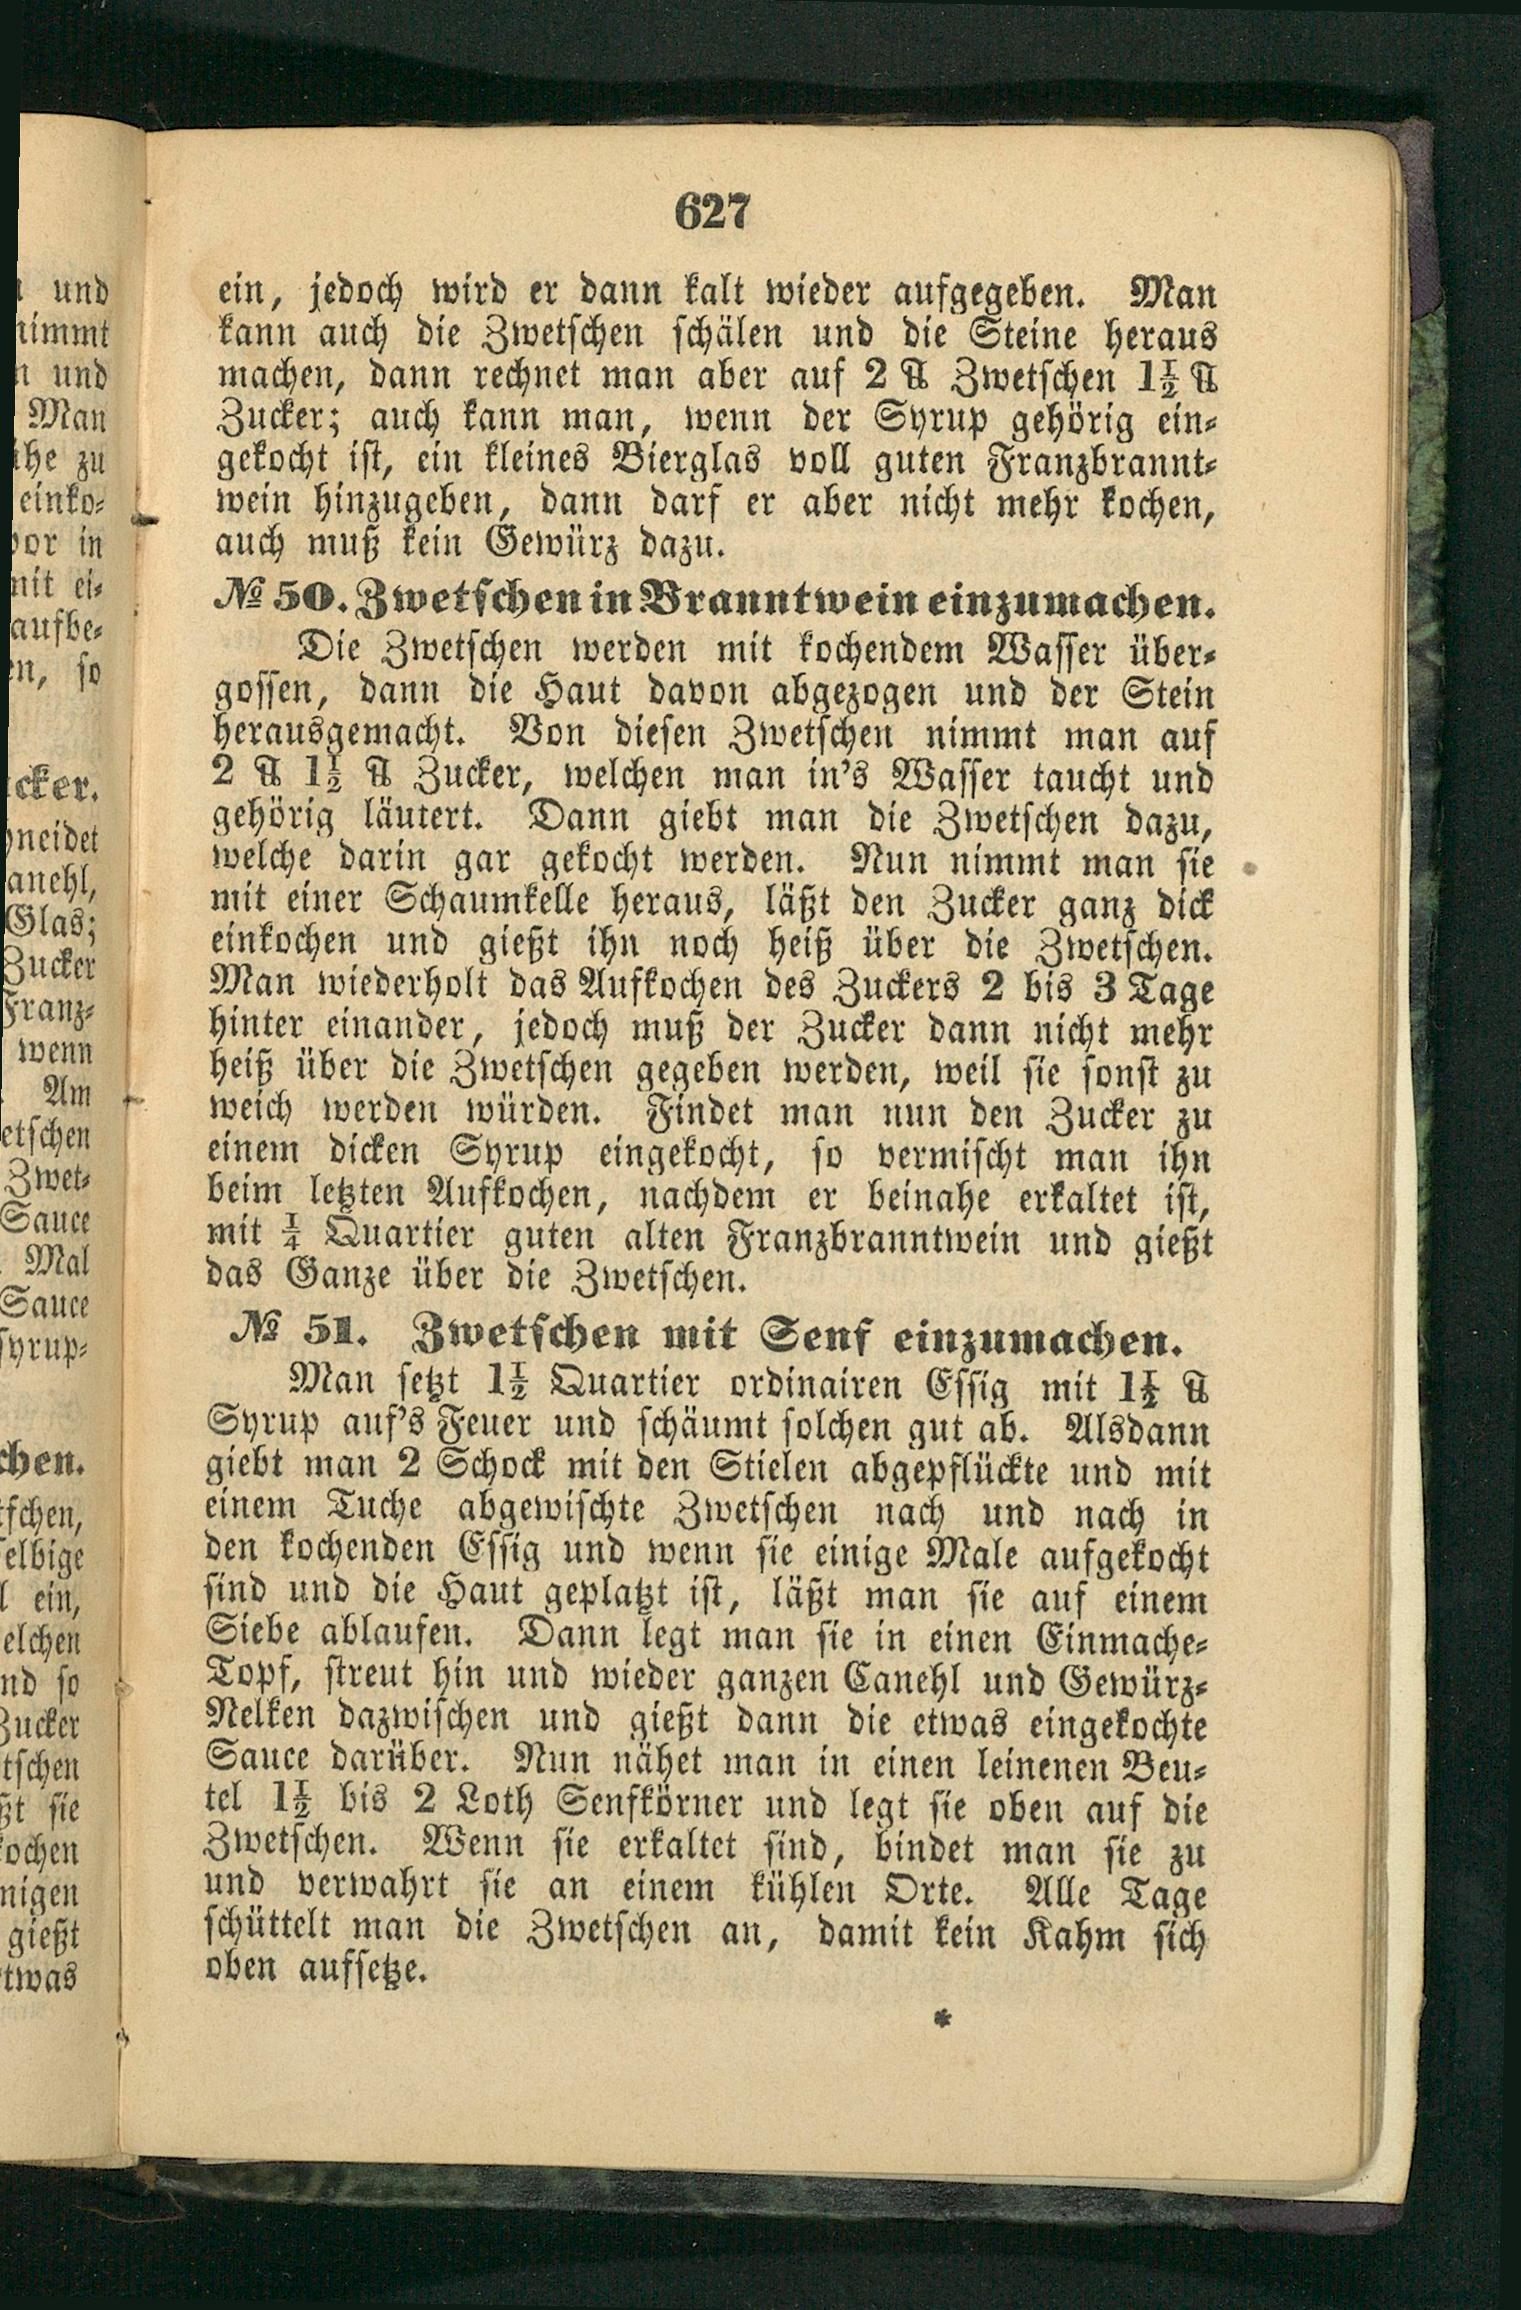 627
ein, jedoch wird er dann kalt wieder aufgegeben. Man
kann auch die Zwetschen schälen und die Steine heraus
machen, dann rechnet man aber auf 2 ℔ Zwetschen 1½ ℔
Zucker; auch kann man, wenn der Syrup gehörig ein-
gekocht ist, ein kleines Bierglas voll guten Franzbrannt-
wein hinzugeben, dann darf er aber nicht mehr kochen,
auch muß kein Gewürz dazu.
№ 50. Zwetschen in Branntwein einzumachen.
Die Zwetschen werden mit kochendem Wasser über-
gossen, dann die Haut davon abgezogen und der Stein
herausgemacht. Von diesen Zwetschen nimmt man auf
2 ℔ 1½ ℔ Zucker, welchen man in's Wasser taucht und
gehörig läutert. Dann giebt man die Zwetschen dazu,
welche darin gar gekocht werden. Nun nimmt man sie
mit einer Schaumkelle heraus, läßt den Zucker ganz dick
einkochen und gießt ihn noch heiß über die Zwetschen.
Man wiederholt das Aufkochen des Zuckers 2 bis 3 Tage
hinter einander, jedoch muß der Zucker dann nicht mehr
heiß über die Zwetschen gegeben werden, weil sie sonst zu
weich werden würden. Findet man nun den Zucker zu
einem dicken Syrup eingekocht, so vermischt man ihn
beim letzten Aufkochen, nachdem er beinahe erkaltet ist,
mit ¼ Quartier guten alten Franzbranntwein und gießt
das Ganze über die Zwetschen.
№ 51. Zwetschen mit Senf einzumachen.
Man setzt 1½ Quartier ordinairen Essig mit 1½ ℔
Syrup auf's Feuer und schäumt solchen gut ab. Alsdann
giebt man 2 Schock mit den Stielen abgepflückte und mit
einem Tuche abgewischte Zwetschen nach und nach in
den kochenden Essig und wenn sie einige Male aufgekocht
sind und die Haut geplatzt ist, läßt man sie auf einem
Siebe ablaufen. Dann legt man sie in einen Einmache-
Topf, streut hin und wieder ganzen Canehl und Gewürz-
Nelken dazwischen und gießt dann die etwas eingekochte
Sauce darüber. Nun nähet man in einen leinenen Beu-
tel 1½ bis 2 Loth Senfkörner und legt sie oben auf die
Zwetschen. Wenn sie erkaltet sind, bindet man sie zu
und verwahrt sie an einem kühlen Orte. Alle Tage
schüttelt man die Zwetschen an, damit kein Kahm sich
oben aufsetze.
*